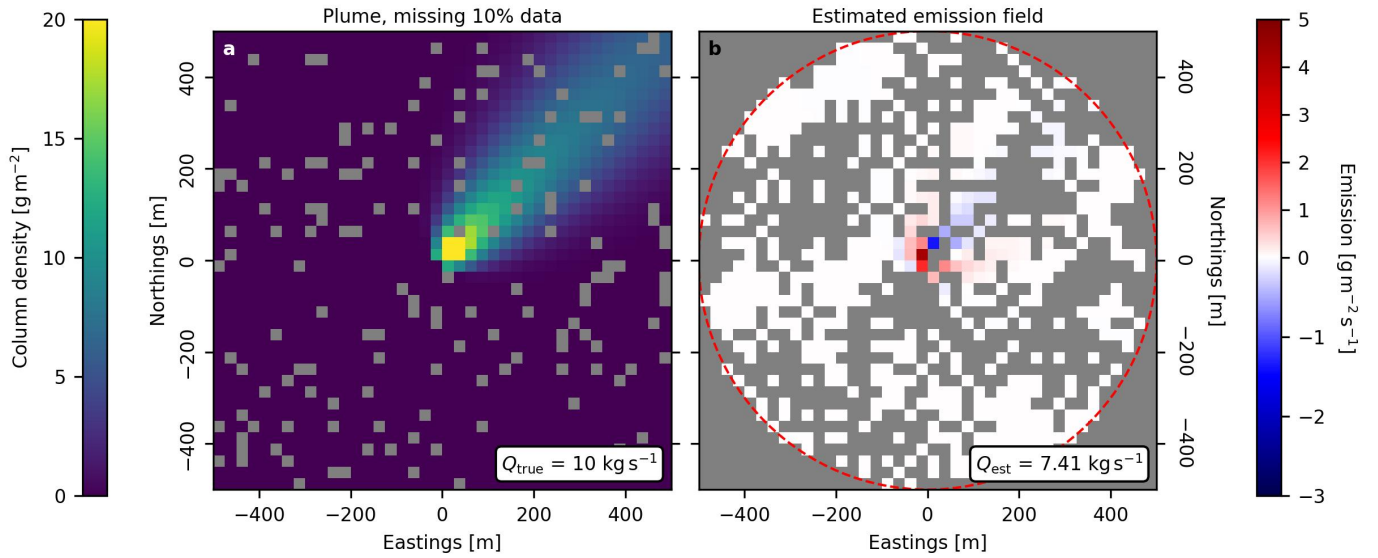 Plume, missing 10% data
Estimated emission field
a
b
20
15
10
5
0
Column density [g m⁻²]
400
200
0
−200
−400
Northings [m]
Q_true = 10 kg s⁻¹
−400 −200 0 200 400
Eastings [m]
400
200
0
−200
−400
Northings [m]
Q_est = 7.41 kg s⁻¹
−400 −200 0 200 400
Eastings [m]
5
4
3
2
1
0
−1
−2
−3
Emission [g m⁻² s⁻¹]